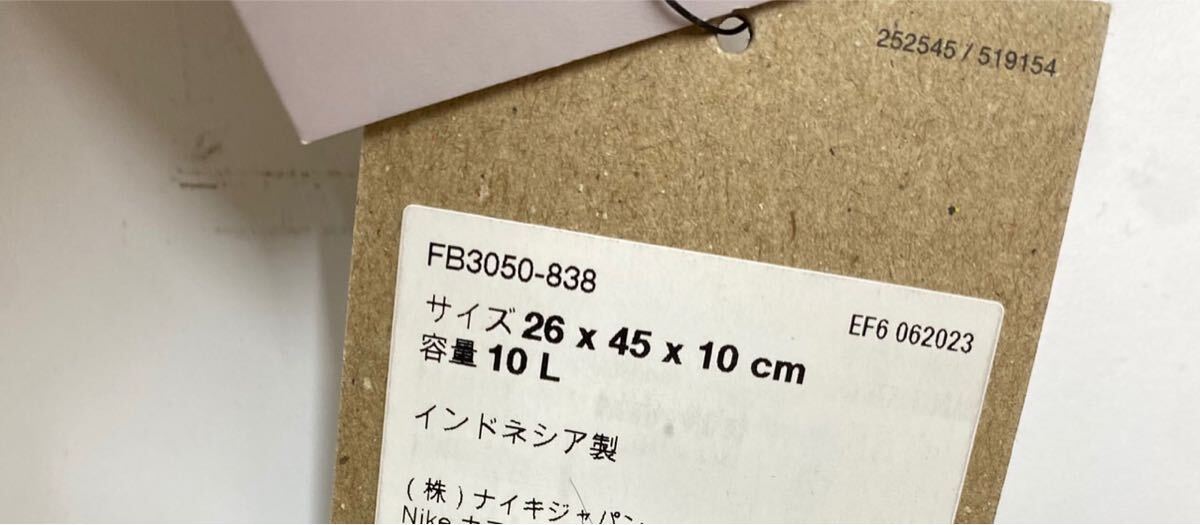 252545 / 519154
FB3050-838
EF6 062023
サイズ 26 x 45 x 10 cm
容量 10 L
インドネシア製
(株)ナイキジャパン
Nike